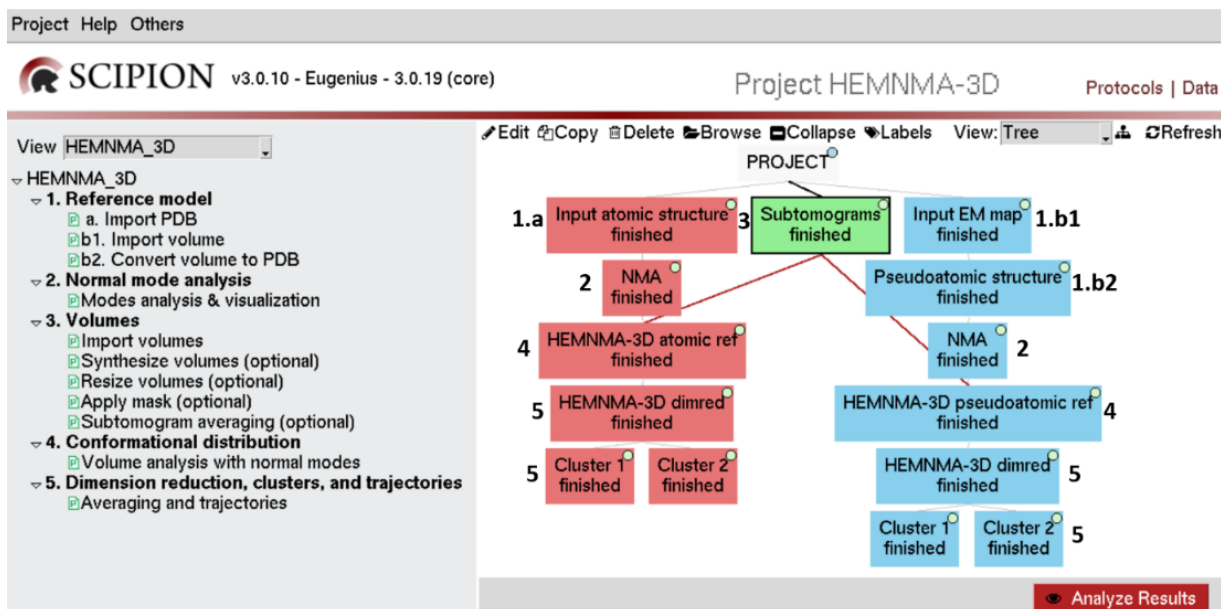 Project Help Others
SCIPION v3.0.10 - Eugenius - 3.0.19 (core)
Project HEMNMA-3D
Protocols | Data
View HEMNMA_3D
HEMNMA_3D
1. Reference model
a. Import PDB
b1. Import volume
b2. Convert volume to PDB
2. Normal mode analysis
Modes analysis & visualization
3. Volumes
Import volumes
Synthesize volumes (optional)
Resize volumes (optional)
Apply mask (optional)
Subtomogram averaging (optional)
4. Conformational distribution
Volume analysis with normal modes
5. Dimension reduction, clusters, and trajectories
Averaging and trajectories
Edit Copy Delete Browse Collapse Labels View: Tree Refresh
PROJECT
1.a
Input atomic structure
finished
3
Subtomograms
finished
Input EM map
finished
1.b1
2
NMA
finished
Pseudoatomic structure
finished
1.b2
4
HEMNMA-3D atomic ref
finished
NMA
finished
2
5
HEMNMA-3D dimred
finished
HEMNMA-3D pseudoatomic ref
finished
4
5
Cluster 1
finished
Cluster 2
finished
HEMNMA-3D dimred
finished
5
Cluster 1
finished
Cluster 2
finished
5
Analyze Results